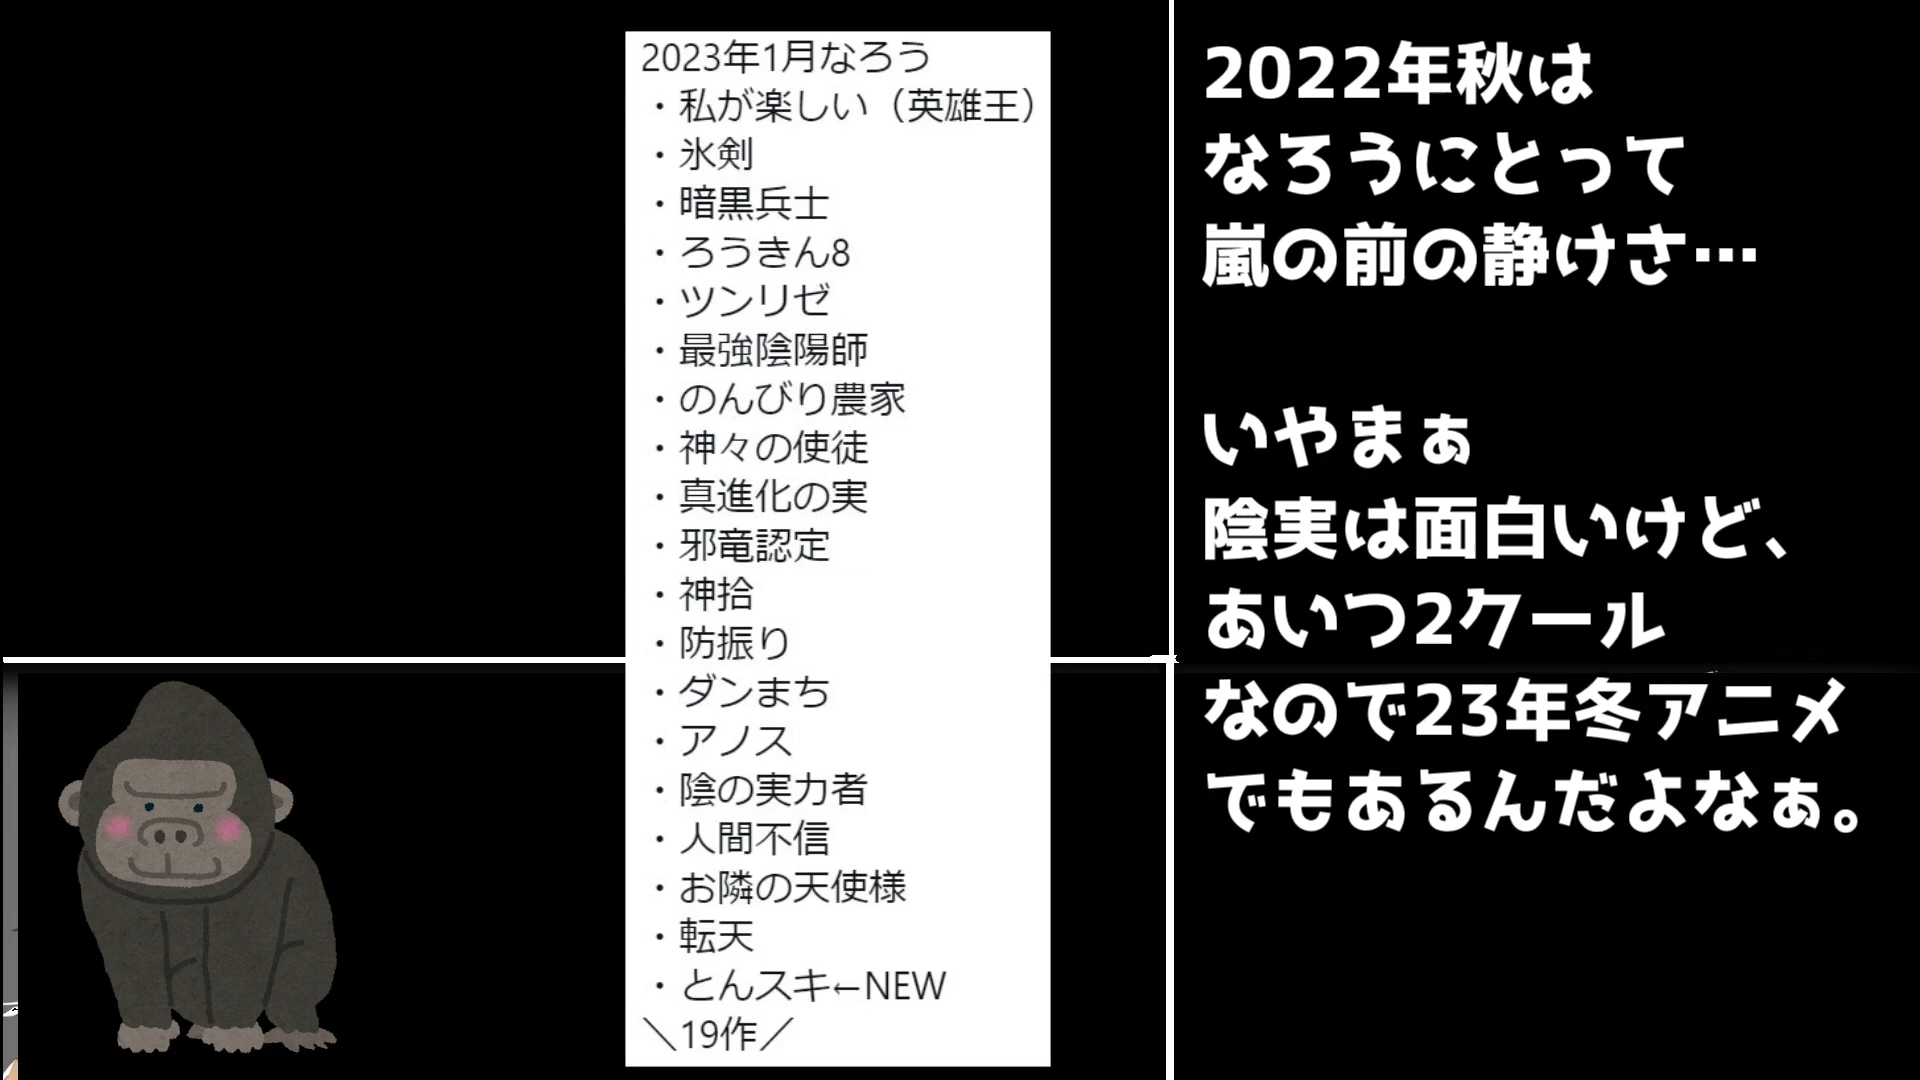 2023年1月なろう
・私が楽しい（英雄王）
・氷剣
・暗黒兵士
・ろうきん8
・ツンリゼ
・最強陰陽師
・のんびり農家
・神々の使徒
・真進化の実
・邪竜認定
・神拾
・防振り
・ダンまち
・アノス
・陰の実力者
・人間不信
・お隣の天使様
・転天
・とんスキ←NEW
＼19作／
2022年秋は
なろうにとって
嵐の前の静けさ…
いやまぁ
陰実は面白いけど、
あいつ2クール
なので23年冬アニメ
でもあるんだよなぁ。